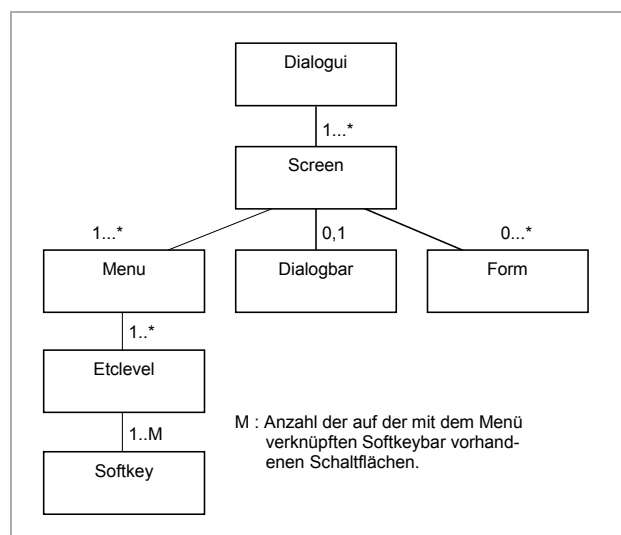 Dialogui
1...*
Screen
1...*
0,1
0...*
Menu
Dialogbar
Form
1..*
Etclevel
1..M
Softkey
M : Anzahl der auf der mit dem Menü
verknüpften Softkeybar vorhand-
enen Schaltflächen.